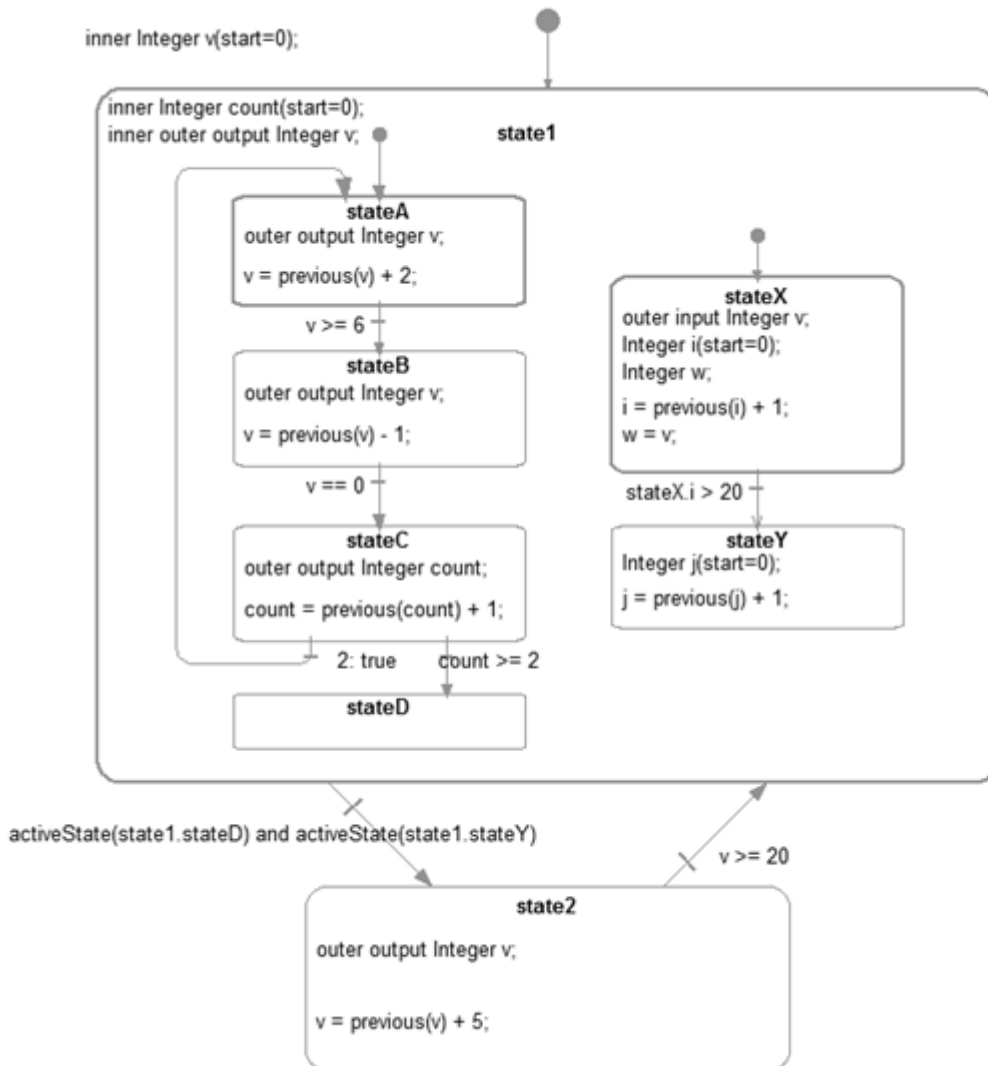 inner Integer v(start=0);
inner Integer count(start=0);
inner outer output Integer v;
state1
stateA
outer output Integer v;
v = previous(v) + 2;
v >= 6
stateB
outer output Integer v;
v = previous(v) - 1;
v == 0
stateC
outer output Integer count;
count = previous(count) + 1;
2: true
count >= 2
stateD
stateX
outer input Integer v;
Integer i(start=0);
Integer w;
i = previous(i) + 1;
w = v;
stateX.i > 20
stateY
Integer j(start=0);
j = previous(j) + 1;
activeState(state1.stateD) and activeState(state1.stateY)
v >= 20
state2
outer output Integer v;
v = previous(v) + 5;